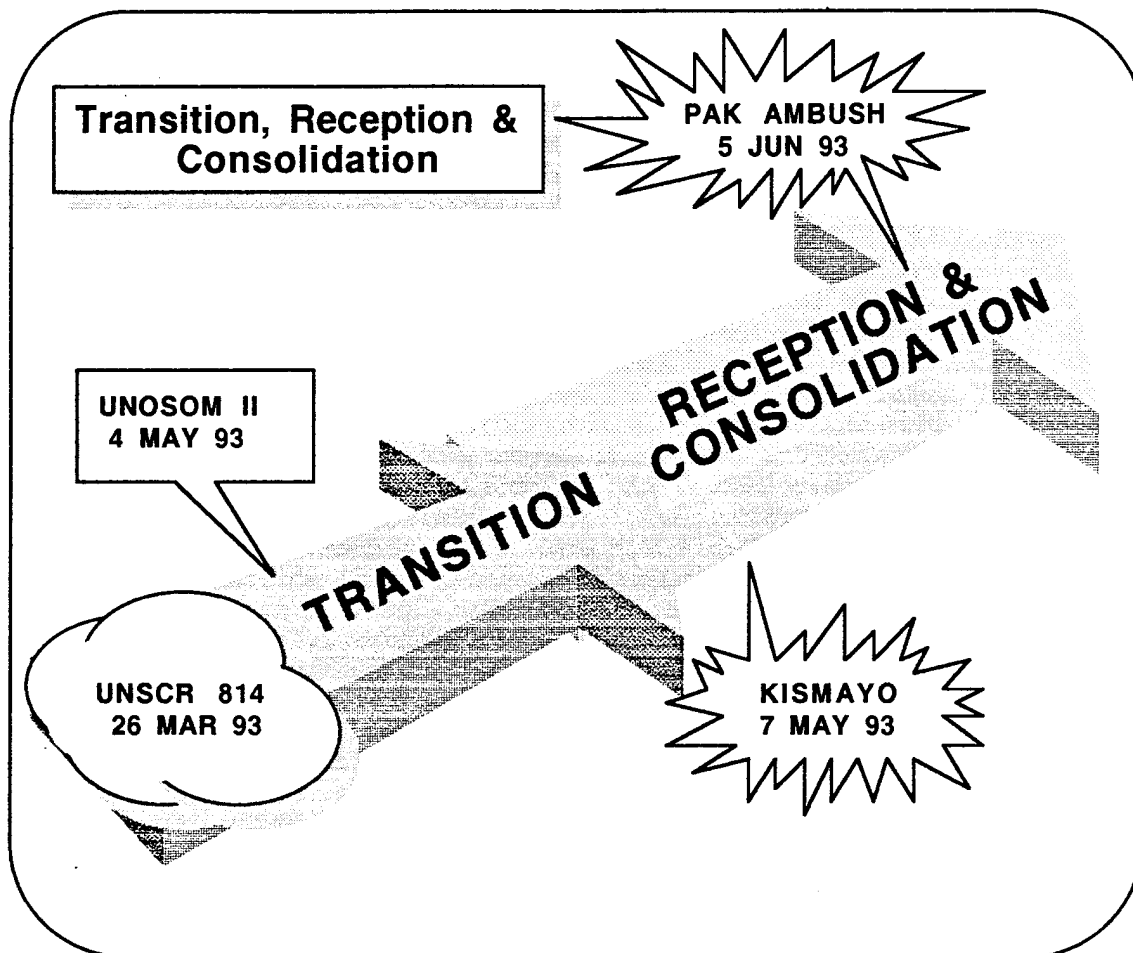 Transition, Reception &
Consolidation
PAK AMBUSH
5 JUN 93
UNOSOM II
4 MAY 93
TRANSITION
RECEPTION &
CONSOLIDATION
UNSCR 814
26 MAR 93
KISMAYO
7 MAY 93